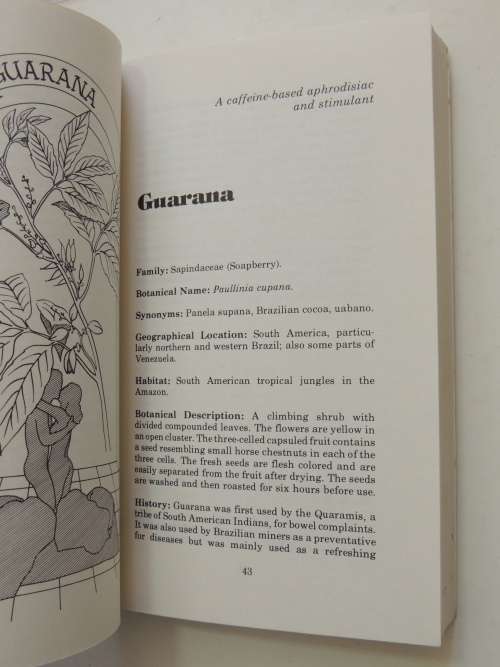 GUARANA
A caffeine-based aphrodisiac
and stimulant
Guarana
Family: Sapindaceae (Soapberry).
Botanical Name: Paullinia cupana.
Synonyms: Panela supana, Brazilian cocoa, uabano.
Geographical Location: South America, particu-
larly northern and western Brazil; also some parts of
Venezuela.
Habitat: South American tropical jungles in the
Amazon.
Botanical Description: A climbing shrub with
divided compounded leaves. The flowers are yellow in
an open cluster. The three-celled capsuled fruit contains
a seed resembling small horse chestnuts in each of the
three cells. The fresh seeds are flesh colored and are
easily separated from the fruit after drying. The seeds
are washed and then roasted for six hours before use.
History: Guarana was first used by the Quaramis, a
tribe of South American Indians, for bowel complaints.
It was also used by Brazilian miners as a preventative
for diseases but was mainly used as a refreshing
43